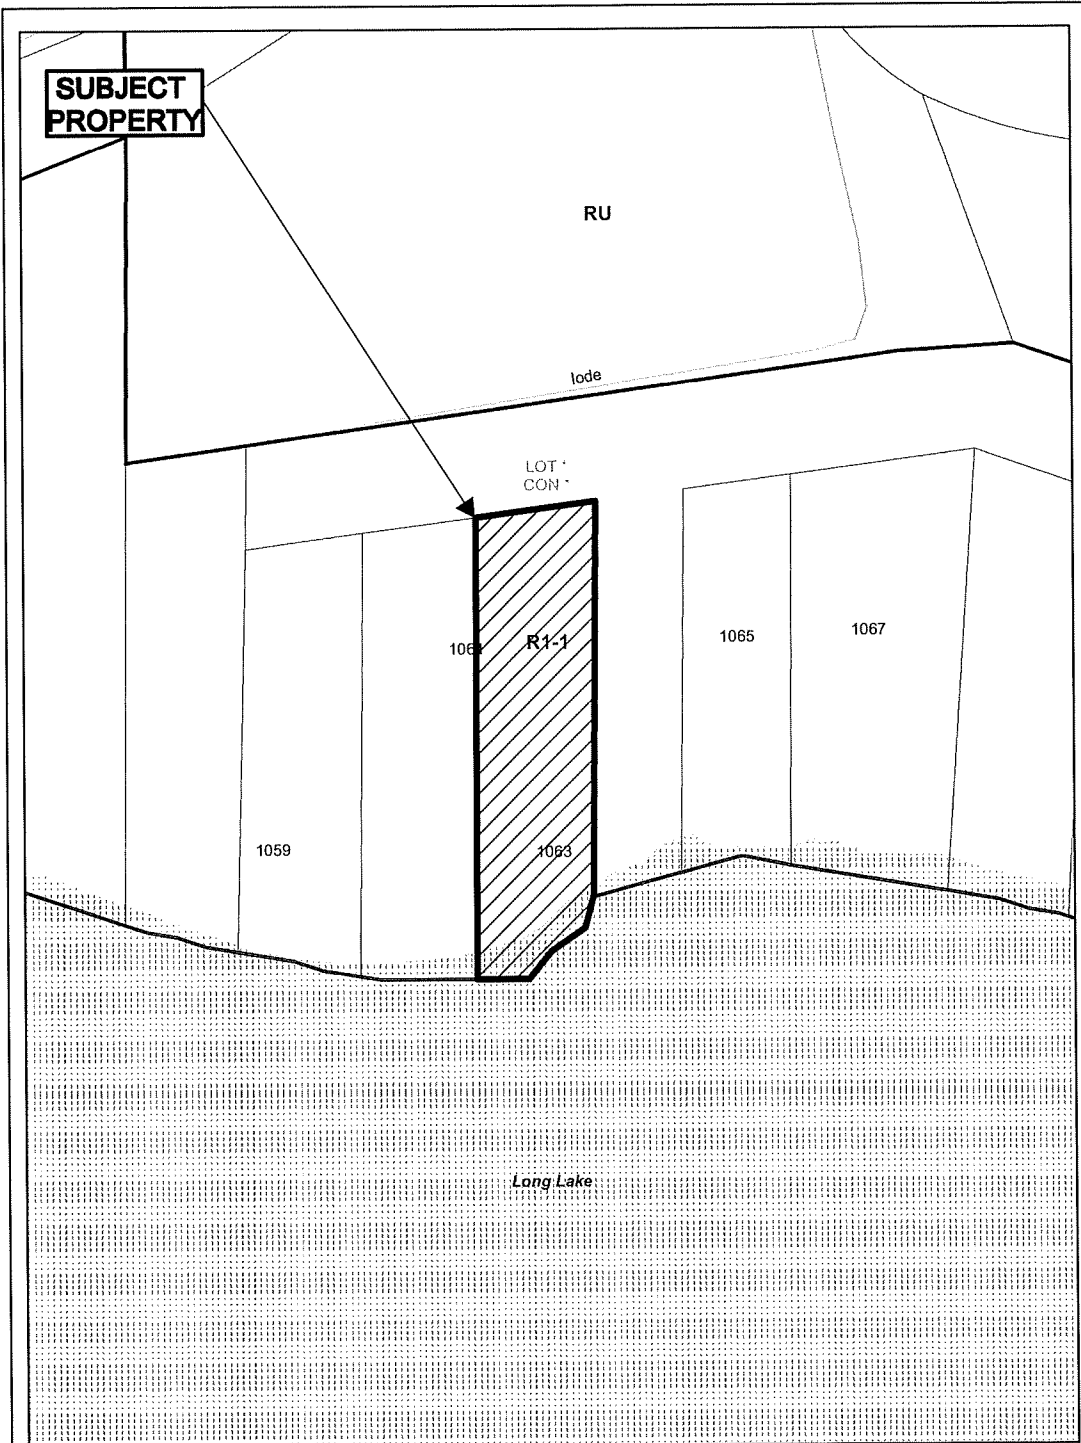 SUBJECT
PROPERTY
RU
lode
LOT
CON
R1-1
1065
1067
1059
1063
Long Lake